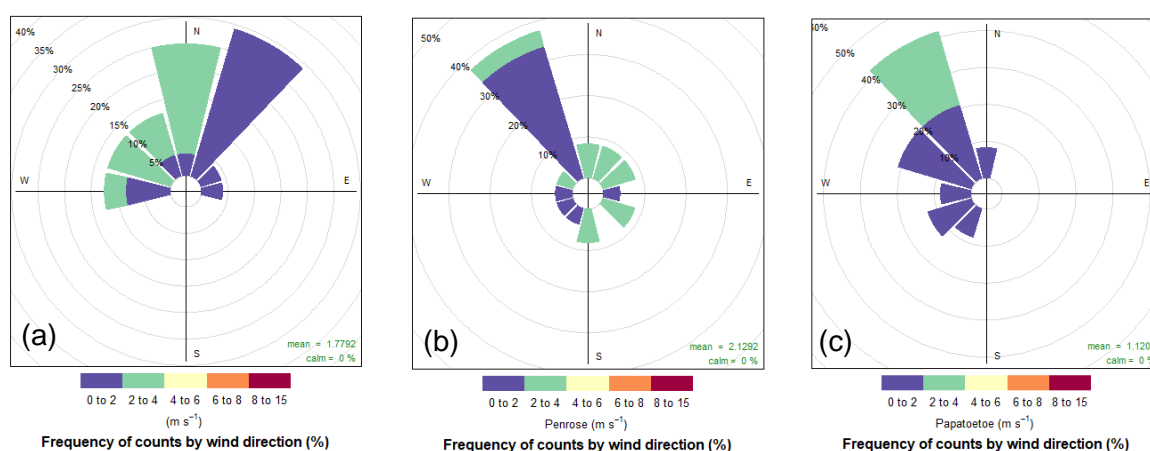 40%
35%
30%
25%
20%
15%
10%
5%
N
W
E
S
(a)
mean = 1.7792
calm = 0 %
0 to 2 2 to 4 4 to 6 6 to 8 8 to 15
(m s⁻¹)
Frequency of counts by wind direction (%)
50%
40%
30%
20%
10%
N
W
E
S
(b)
mean = 2.1292
calm = 0 %
0 to 2 2 to 4 4 to 6 6 to 8 8 to 15
Penrose (m s⁻¹)
Frequency of counts by wind direction (%)
50%
40%
30%
20%
10%
N
W
E
S
(c)
mean = 1.120
calm = 0 %
0 to 2 2 to 4 4 to 6 6 to 8 8 to 15
Papatoetoe (m s⁻¹)
Frequency of counts by wind direction (%)